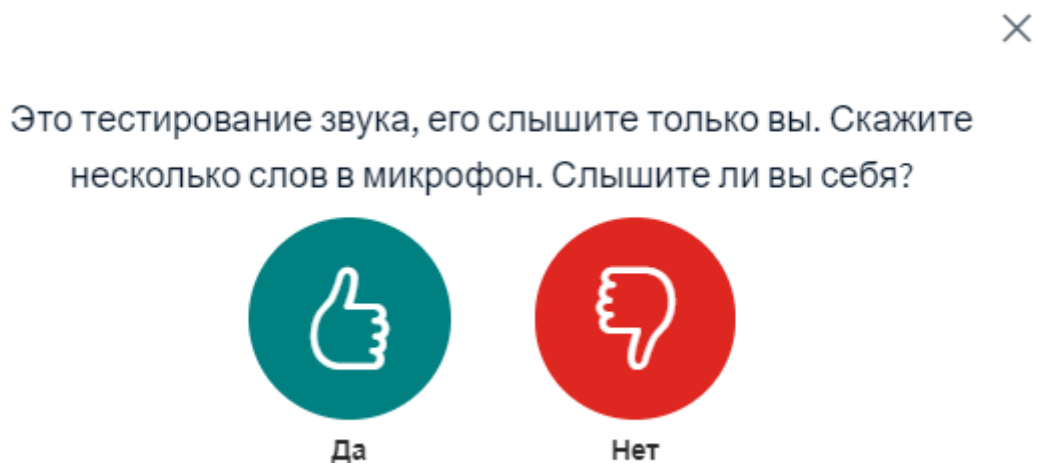 Это тестирование звука, его слышите только вы. Скажите
несколько слов в микрофон. Слышите ли вы себя?
Да
Нет